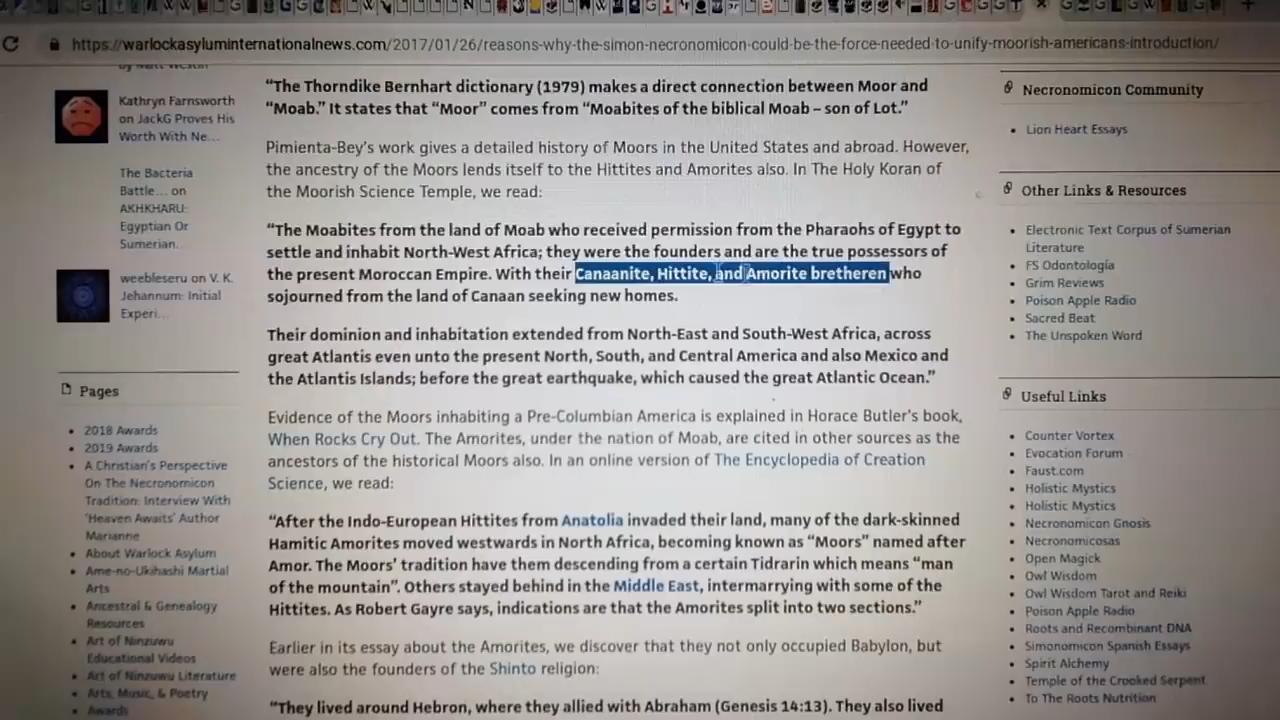 https://warlockasyluminternationalnews.com/2017/01/26/reasons-why-the-simon-necronomicon-could-be-the-force-needed-to-unify-moorish-americans-introduction/
Kathryn Farnsworth
on JackG Proves His
Worth With Ne...
The Bacteria
Battle... on
AKHKHARU:
Egyptian Or
Sumerian.
weebleseru on V. K.
Jehannum: Initial
Experi...
Pages
2018 Awards
2019 Awards
A Christian's Perspective
On The Necronomicon
Tradition: Interview With
'Heaven Awaits' Author
Marianne
About Warlock Asylum
Ame-no-Ukihashi Martial
Arts
Ancestral & Genealogy
Resources
Art of Ninzuwu
Educational Videos
Art of Ninzuwu Literature
Arts, Music, & Poetry
Awards
“The Thorndike Bernhart dictionary (1979) makes a direct connection between Moor and
“Moab.” It states that “Moor” comes from “Moabites of the biblical Moab – son of Lot.”
Pimienta-Bey's work gives a detailed history of Moors in the United States and abroad. However,
the ancestry of the Moors lends itself to the Hittites and Amorites also. In The Holy Koran of
the Moorish Science Temple, we read:
“The Moabites from the land of Moab who received permission from the Pharaohs of Egypt to
settle and inhabit North-West Africa; they were the founders and are the true possessors of
the present Moroccan Empire. With their Canaanite, Hittite, and Amorite bretheren who
sojourned from the land of Canaan seeking new homes.
Their dominion and inhabitation extended from North-East and South-West Africa, across
great Atlantis even unto the present North, South, and Central America and also Mexico and
the Atlantis Islands; before the great earthquake, which caused the great Atlantic Ocean.”
Evidence of the Moors inhabiting a Pre-Columbian America is explained in Horace Butler's book,
When Rocks Cry Out. The Amorites, under the nation of Moab, are cited in other sources as the
ancestors of the historical Moors also. In an online version of The Encyclopedia of Creation
Science, we read:
“After the Indo-European Hittites from Anatolia invaded their land, many of the dark-skinned
Hamitic Amorites moved westwards in North Africa, becoming known as “Moors” named after
Amor. The Moors' tradition have them descending from a certain Tidrarin which means “man
of the mountain”. Others stayed behind in the Middle East, intermarrying with some of the
Hittites. As Robert Gayre says, indications are that the Amorites split into two sections.”
Earlier in its essay about the Amorites, we discover that they not only occupied Babylon, but
were also the founders of the Shinto religion:
“They lived around Hebron, where they allied with Abraham (Genesis 14:13). They also lived
Necronomicon Community
Lion Heart Essays
Other Links & Resources
Electronic Text Corpus of Sumerian
Literature
FS Odontologia
Grim Reviews
Poison Apple Radio
Sacred Beat
The Unspoken Word
Useful Links
Counter Vortex
Evocation Forum
Faust.com
Holistic Mystics
Holistic Mystics
Necronomicon Gnosis
Necronomicosas
Open Magick
Owl Wisdom
Owl Wisdom Tarot and Reiki
Poison Apple Radio
Roots and Recombinant DNA
Simonomicon Spanish Essays
Spirit Alchemy
Temple of the Crooked Serpent
To The Roots Nutrition